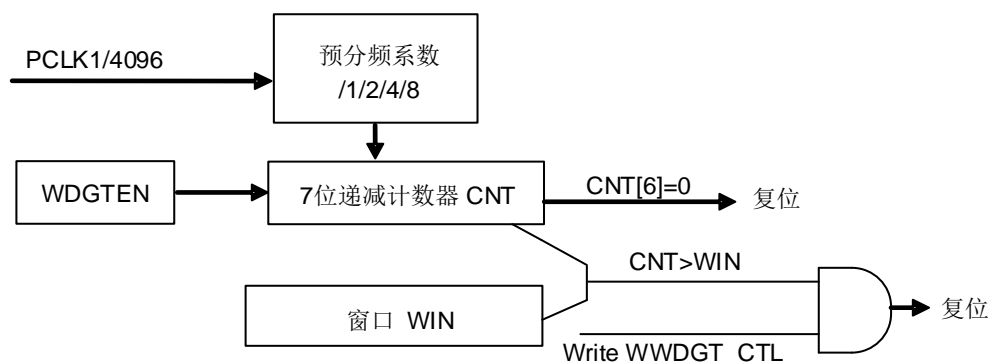 PCLK1/4096
预分频系数
/1/2/4/8
WDGTEN
7位递减计数器 CNT
CNT[6]=0
复位
CNT>WIN
窗口 WIN
复位
Write WWDGT_CTL